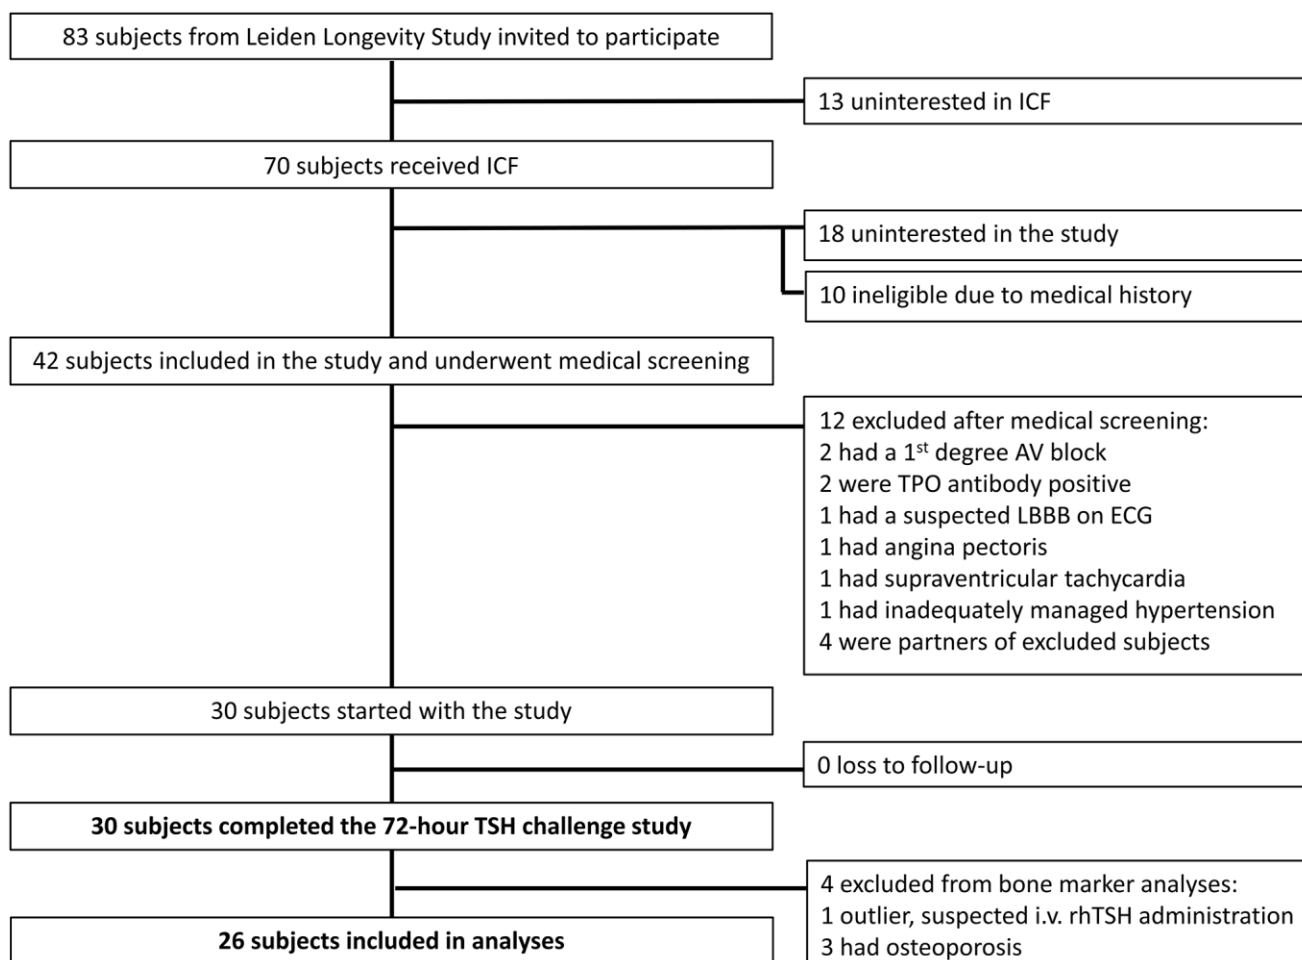 83 subjects from Leiden Longevity Study invited to participate
13 uninterested in ICF
70 subjects received ICF
18 uninterested in the study
10 ineligible due to medical history
42 subjects included in the study and underwent medical screening
12 excluded after medical screening:
2 had a 1st degree AV block
2 were TPO antibody positive
1 had a suspected LBBB on ECG
1 had angina pectoris
1 had supraventricular tachycardia
1 had inadequately managed hypertension
4 were partners of excluded subjects
30 subjects started with the study
0 loss to follow-up
30 subjects completed the 72-hour TSH challenge study
4 excluded from bone marker analyses:
1 outlier, suspected i.v. rhTSH administration
3 had osteoporosis
26 subjects included in analyses